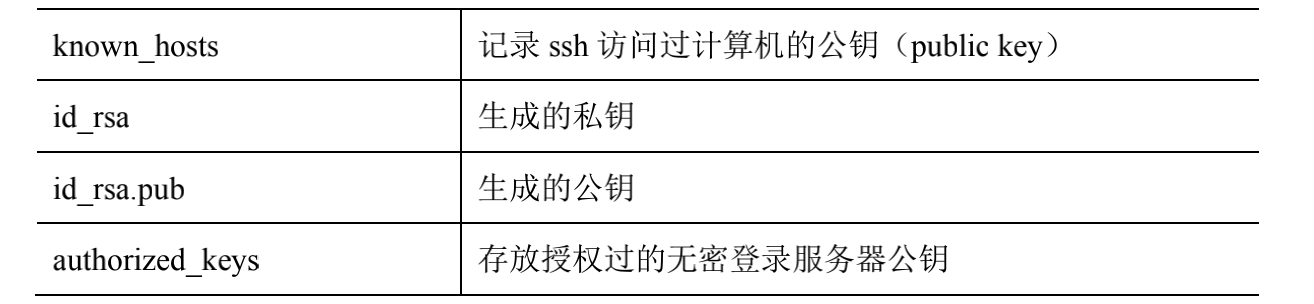 known_hosts 记录 ssh 访问过计算机的公钥（public key）
id_rsa 生成的私钥
id_rsa.pub 生成的公钥
authorized_keys 存放授权过的无密登录服务器公钥